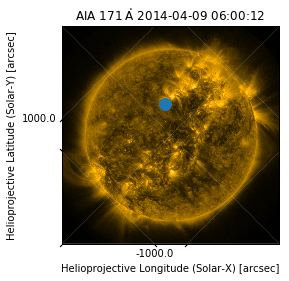 AIA 171 Å 2014-04-09 06:00:12
Helioprojective Latitude (Solar-Y) [arcsec]
1000.0
-1000.0
Helioprojective Longitude (Solar-X) [arcsec]